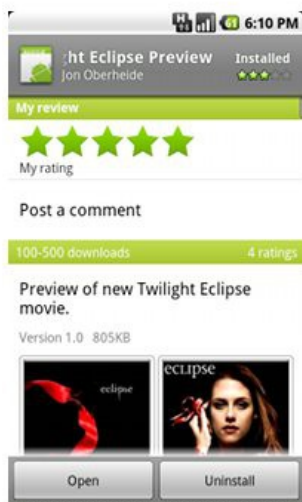 6:10 PM
ht Eclipse Preview
Installed
Jon Oberheide
My review
My rating
Post a comment
100-500 downloads
4 ratings
Preview of new Twilight Eclipse
movie.
Version 1.0 805KB
eclipse
eclipse
Open
Uninstall